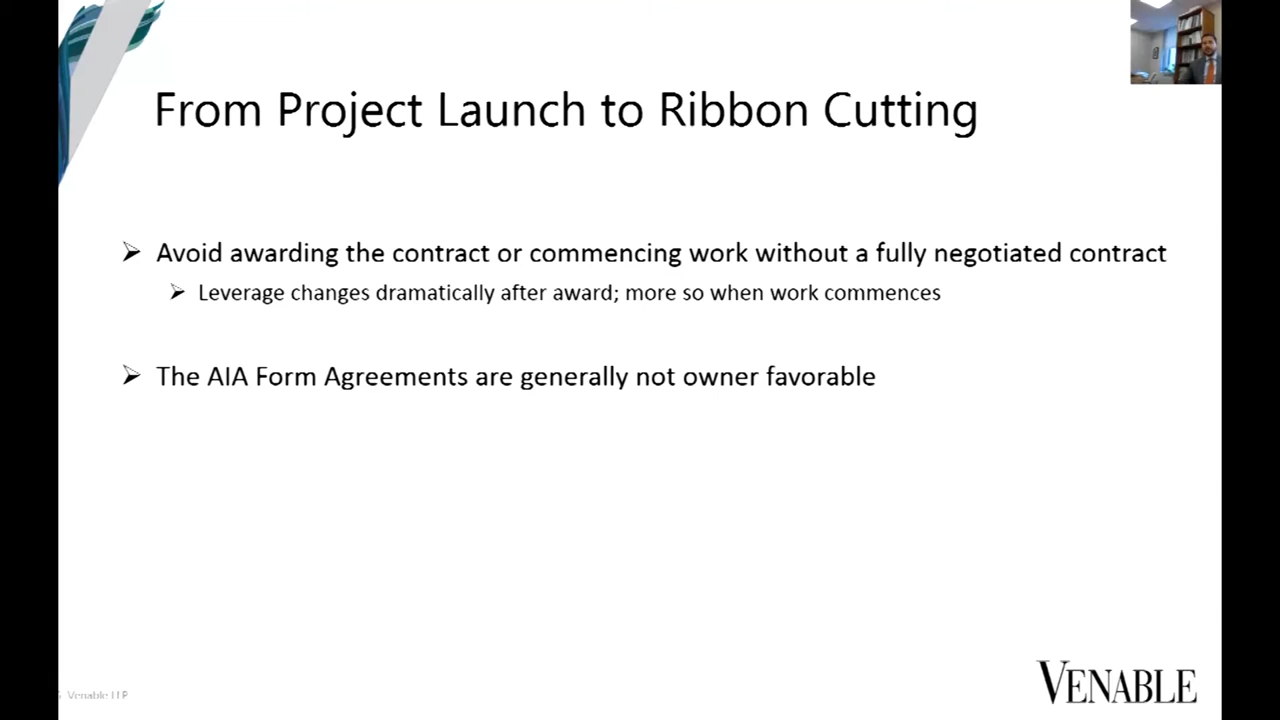 From Project Launch to Ribbon Cutting
Avoid awarding the contract or commencing work without a fully negotiated contract
Leverage changes dramatically after award; more so when work commences
The AIA Form Agreements are generally not owner favorable
Venable LLP
VENABLE